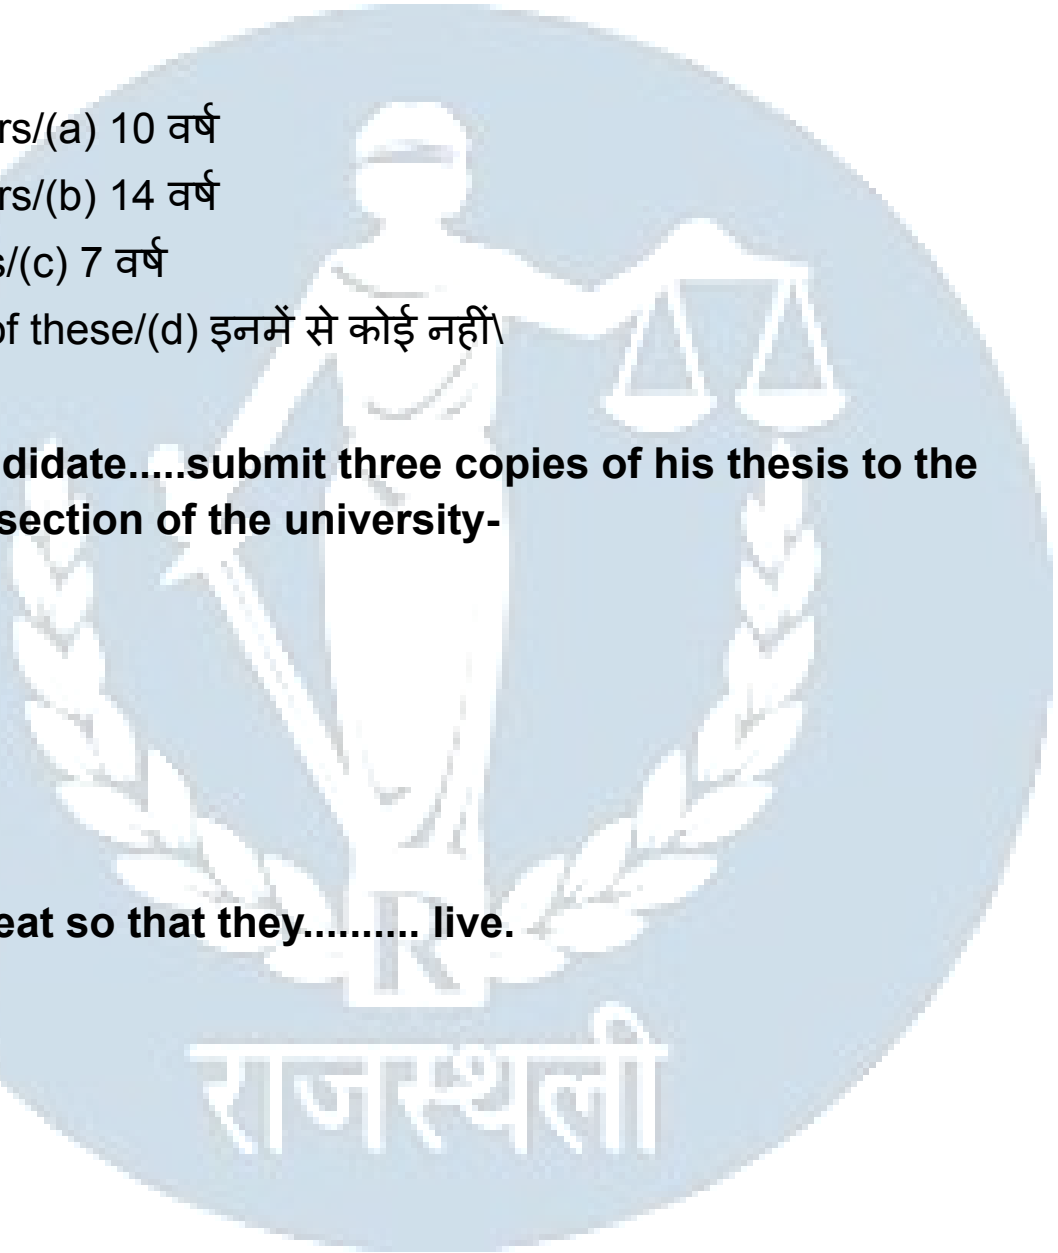 rs/(a) 10 वर्ष
rs/(b) 14 वर्ष
s/(c) 7 वर्ष
of these/(d) इनमें से कोई नहीं\
didate.....submit three copies of his thesis to the
section of the university-
eat so that they.......... live.
R
राजस्थली